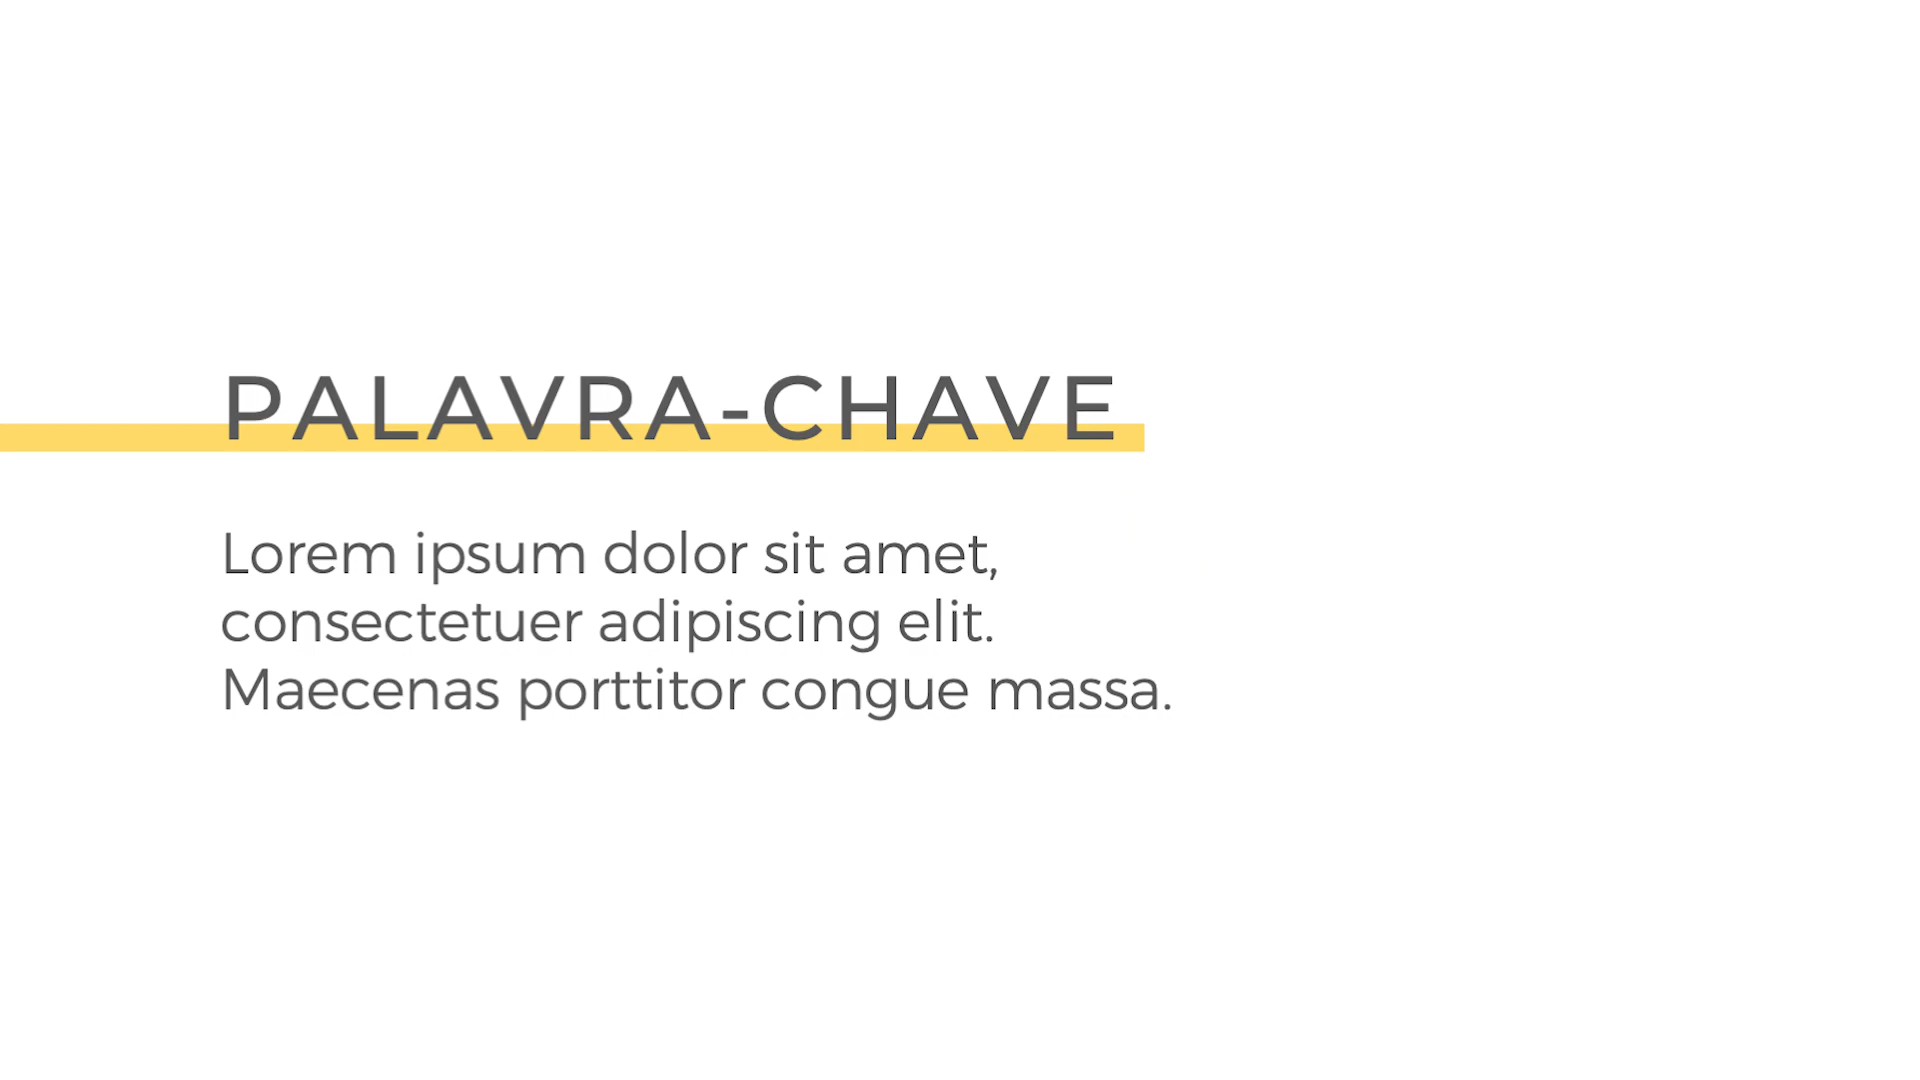 PALAVRA-CHAVE
Lorem ipsum dolor sit amet,
consectetuer adipiscing elit.
Maecenas porttitor congue massa.